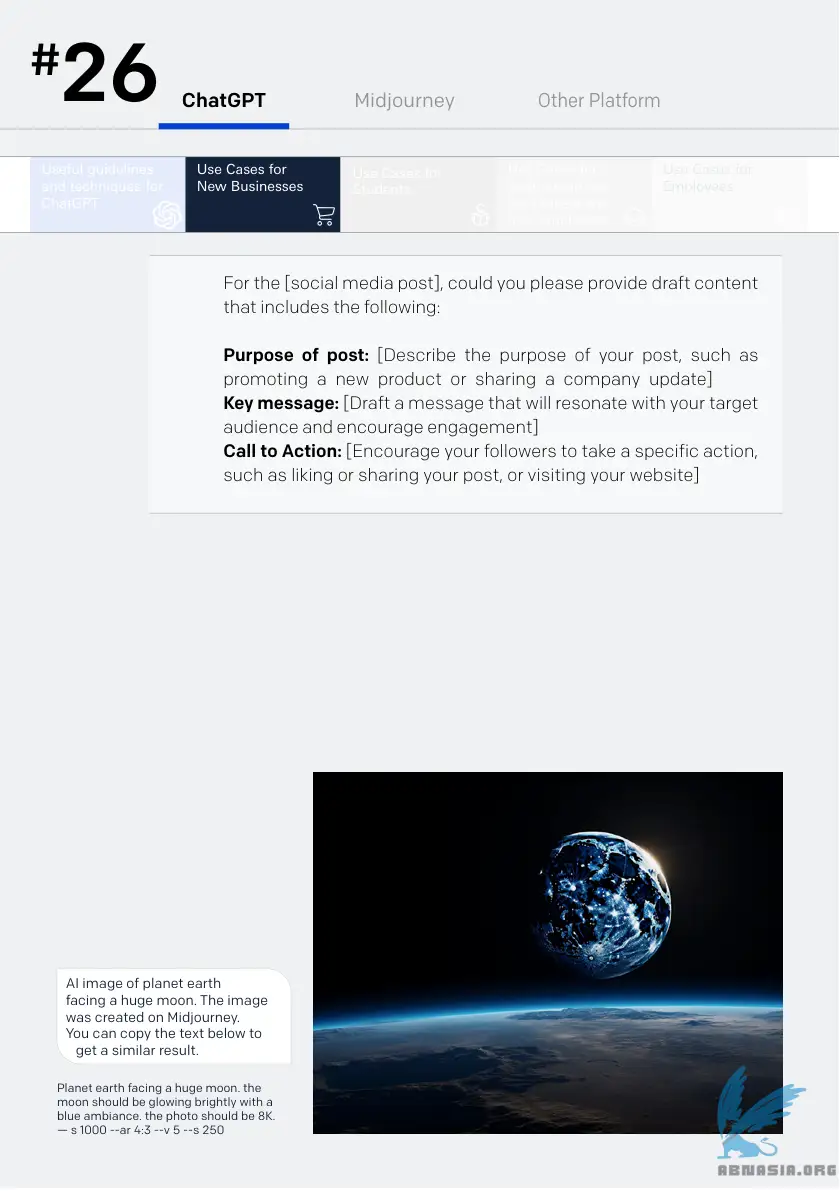 #26
ChatGPT
Midjourney
Other Platform
Useful guidelines
and techniques for
ChatGPT
Use Cases for
New Businesses
Use Cases for
Students
Use Cases for
Use Cases for
Employees
For the [social media post], could you please provide draft content
that includes the following:
Purpose of post: [Describe the purpose of your post, such as
promoting a new product or sharing a company update]
Key message: [Draft a message that will resonate with your target
audience and encourage engagement]
Call to Action: [Encourage your followers to take a specific action,
such as liking or sharing your post, or visiting your website]
AI image of planet earth
facing a huge moon. The image
was created on Midjourney.
You can copy the text below to
get a similar result.
Planet earth facing a huge moon. the
moon should be glowing brightly with a
blue ambiance. the photo should be 8K.
— s 1000 --ar 4:3 --v 5 --s 250
ABNASIA.ORG